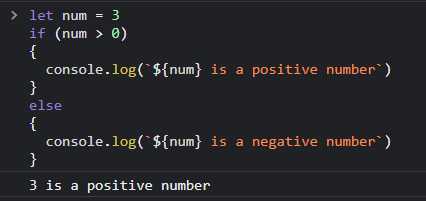 let num = 3
if (num > 0)
{
  console.log(`${num} is a positive number`)
}
else
{
  console.log(`${num} is a negative number`)
}
3 is a positive number